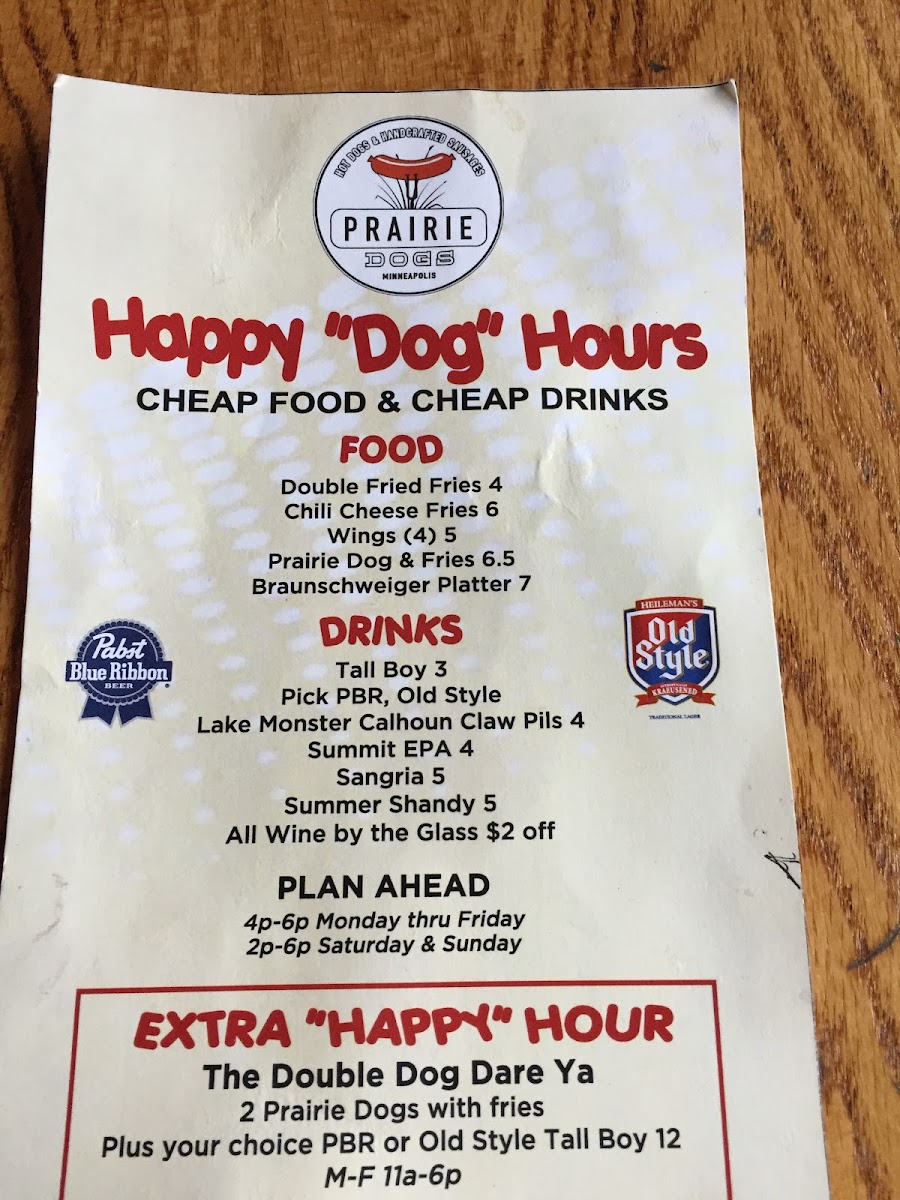 HOT DOGS & HANDCRAFTED SAUSAGES
PRAIRIE
DOGS
MINNEAPOLIS
Happy "Dog" Hours
CHEAP FOOD & CHEAP DRINKS
FOOD
Double Fried Fries 4
Chili Cheese Fries 6
Wings (4) 5
Prairie Dog & Fries 6.5
Braunschweiger Platter 7
DRINKS
Tall Boy 3
Pick PBR, Old Style
Lake Monster Calhoun Claw Pils 4
Summit EPA 4
Sangria 5
Summer Shandy 5
All Wine by the Glass $2 off
Pabst
Blue Ribbon
BEER
HEILEMAN'S
Old
Style
KRAEUSENED
TRADITIONAL LAGER
PLAN AHEAD
4p-6p Monday thru Friday
2p-6p Saturday & Sunday
EXTRA "HAPPY" HOUR
The Double Dog Dare Ya
2 Prairie Dogs with fries
Plus your choice PBR or Old Style Tall Boy 12
M-F 11a-6p